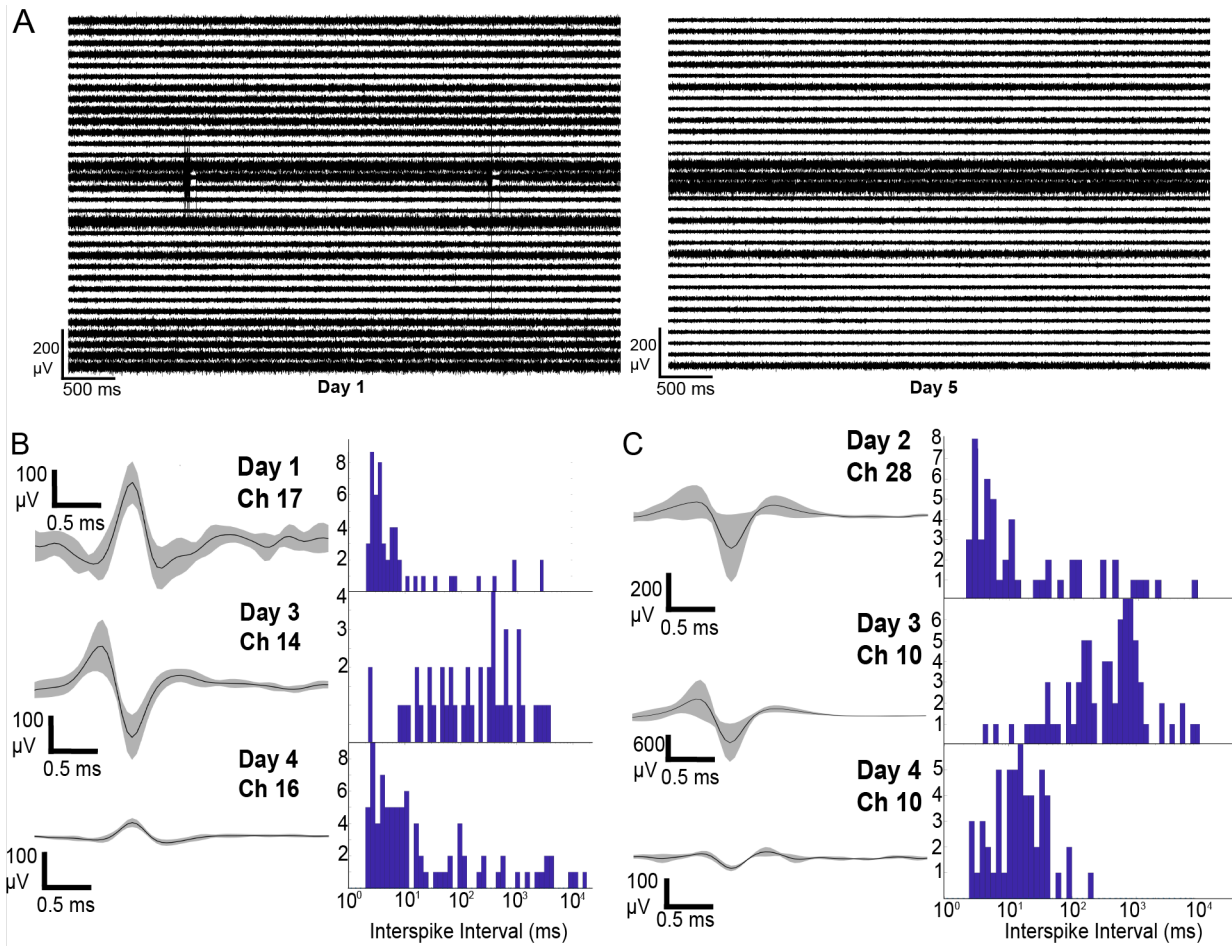 A
200
µV
500 ms
Day 1
200
µV
500 ms
Day 5
B
100
µV
0.5 ms
Day 1
Ch 17
8
6
4
2
Day 3
Ch 14
100
µV
0.5 ms
4
3
2
Day 4
Ch 16
100
µV
0.5 ms
8
6
4
2
10⁰ 10¹ 10² 10³ 10⁴
Interspike Interval (ms)
C
Day 2
Ch 28
200
µV
0.5 ms
8
7
6
5
4
3
2
1
Day 3
Ch 10
600
µV
0.5 ms
6
5
4
3
2
1
Day 4
Ch 10
100
µV
0.5 ms
5
4
3
2
1
10⁰ 10¹ 10² 10³ 10⁴
Interspike Interval (ms)